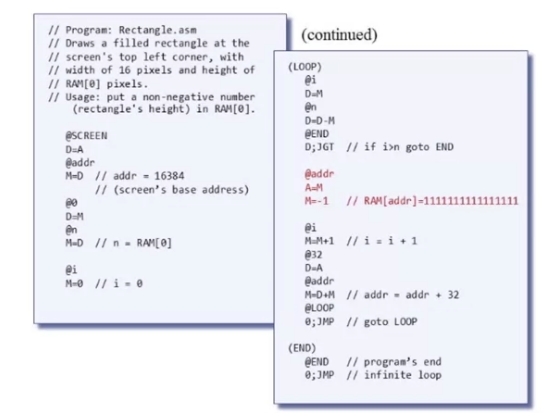 // Program: Rectangle.asm
// Draws a filled rectangle at the
// screen's top left corner, with
// width of 16 pixels and height of
// RAM[0] pixels.
// Usage: put a non-negative number
(rectangle's height) in RAM[0].
@SCREEN
D=A
@addr
M=D // addr = 16384
// (screen's base address)
@0
D=M
@n
M=D // n = RAM[0]
@i
M=0 // i = 0
(continued)
(LOOP)
@i
D=M
@n
D=D-M
@END
D;JGT // if i>n goto END
@addr
A=M
M=-1 // RAM[addr]=1111111111111111
@i
M=M+1 // i = i + 1
@32
D=A
@addr
M=D+M // addr = addr + 32
@LOOP
0;JMP // goto LOOP
(END)
@END // program's end
0;JMP // infinite loop